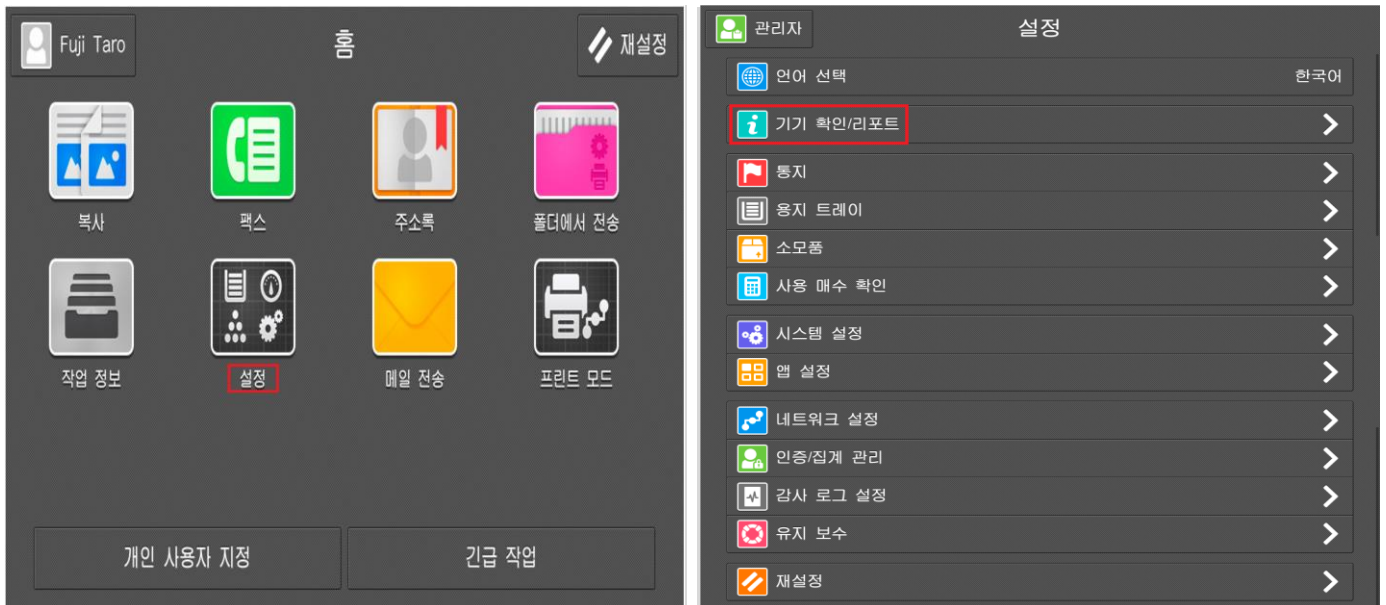 Fuji Taro
홈
재설정
복사
팩스
주소록
폴더에서 전송
작업 정보
설정
메일 전송
프린트 모드
개인 사용자 지정
긴급 작업
관리자
설정
언어 선택
한국어
기기 확인/리포트
통지
용지 트레이
소모품
사용 매수 확인
시스템 설정
앱 설정
네트워크 설정
인증/집계 관리
감사 로그 설정
유지 보수
재설정